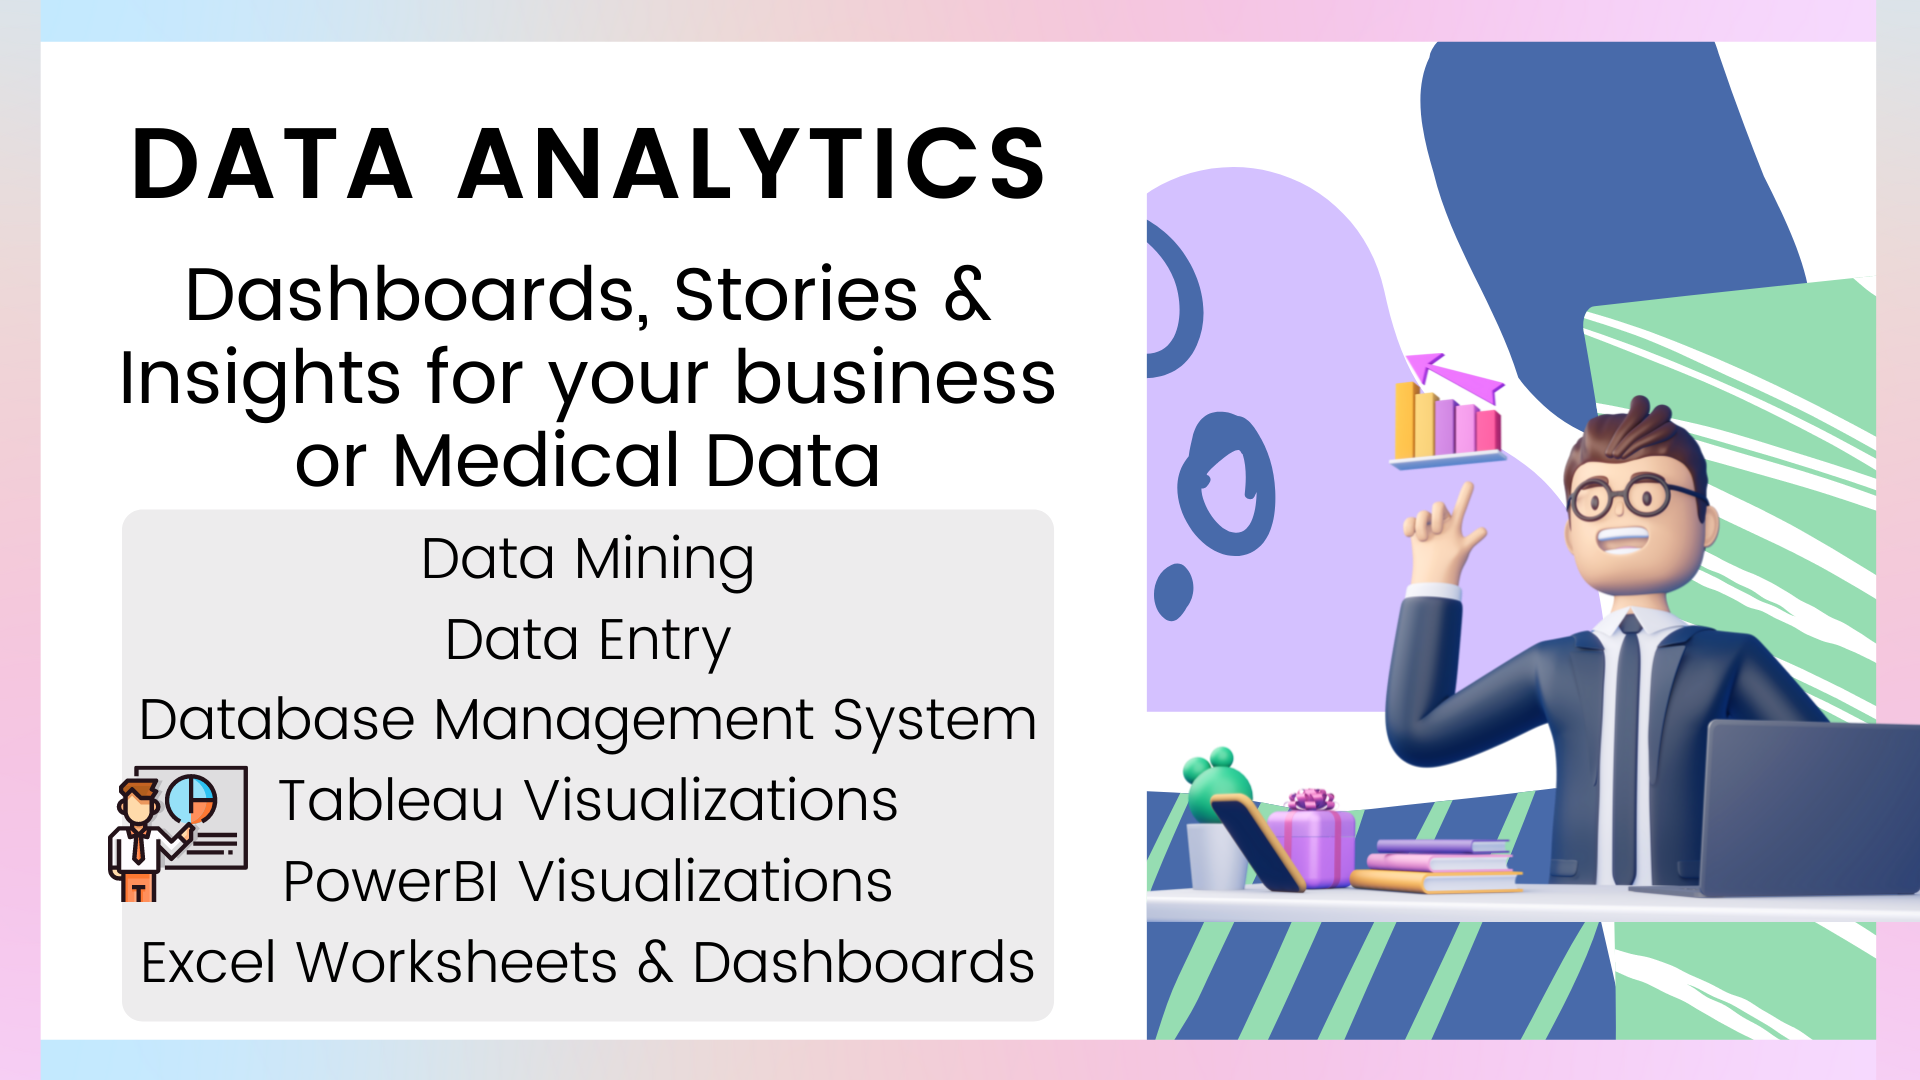 DATA ANALYTICS
Dashboards, Stories &
Insights for your business
or Medical Data
Data Mining
Data Entry
Database Management System
Tableau Visualizations
PowerBI Visualizations
Excel Worksheets & Dashboards